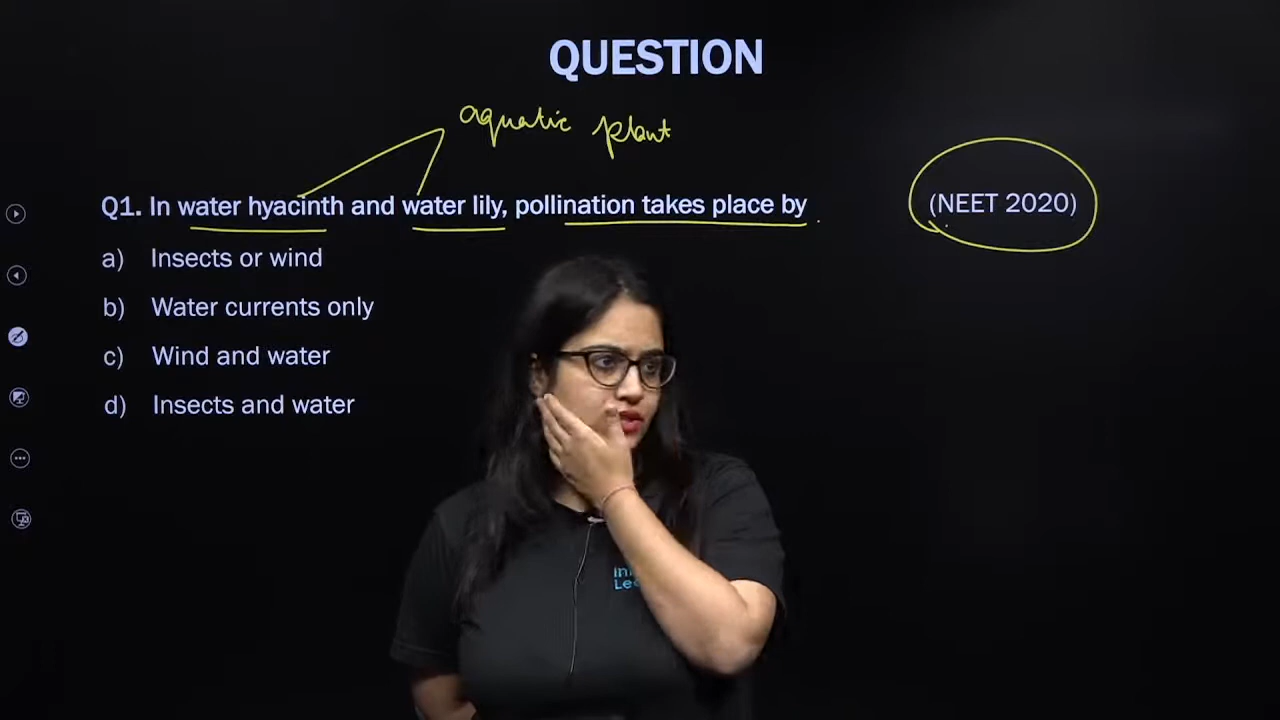 QUESTION
aquatic plant
Q1. In water hyacinth and water lily, pollination takes place by
(NEET 2020)
a) Insects or wind
b) Water currents only
c) Wind and water
d) Insects and water